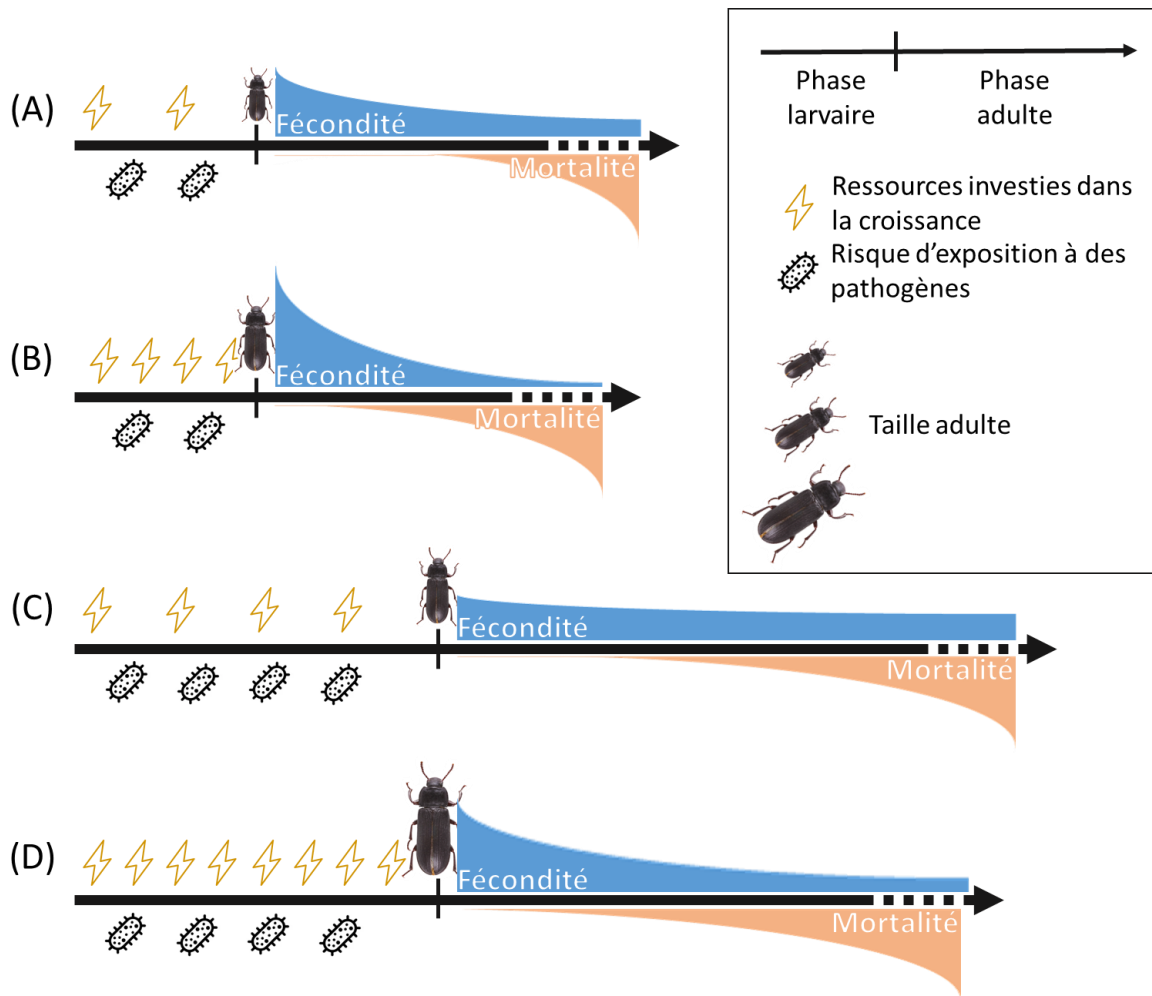 (A)
Fécondité
Mortalité
(B)
Fécondité
Mortalité
(C)
Fécondité
Mortalité
(D)
Fécondité
Mortalité
Phase
larvaire
Phase
adulte
Ressources investies dans
la croissance
Risque d'exposition à des
pathogènes
Taille adulte